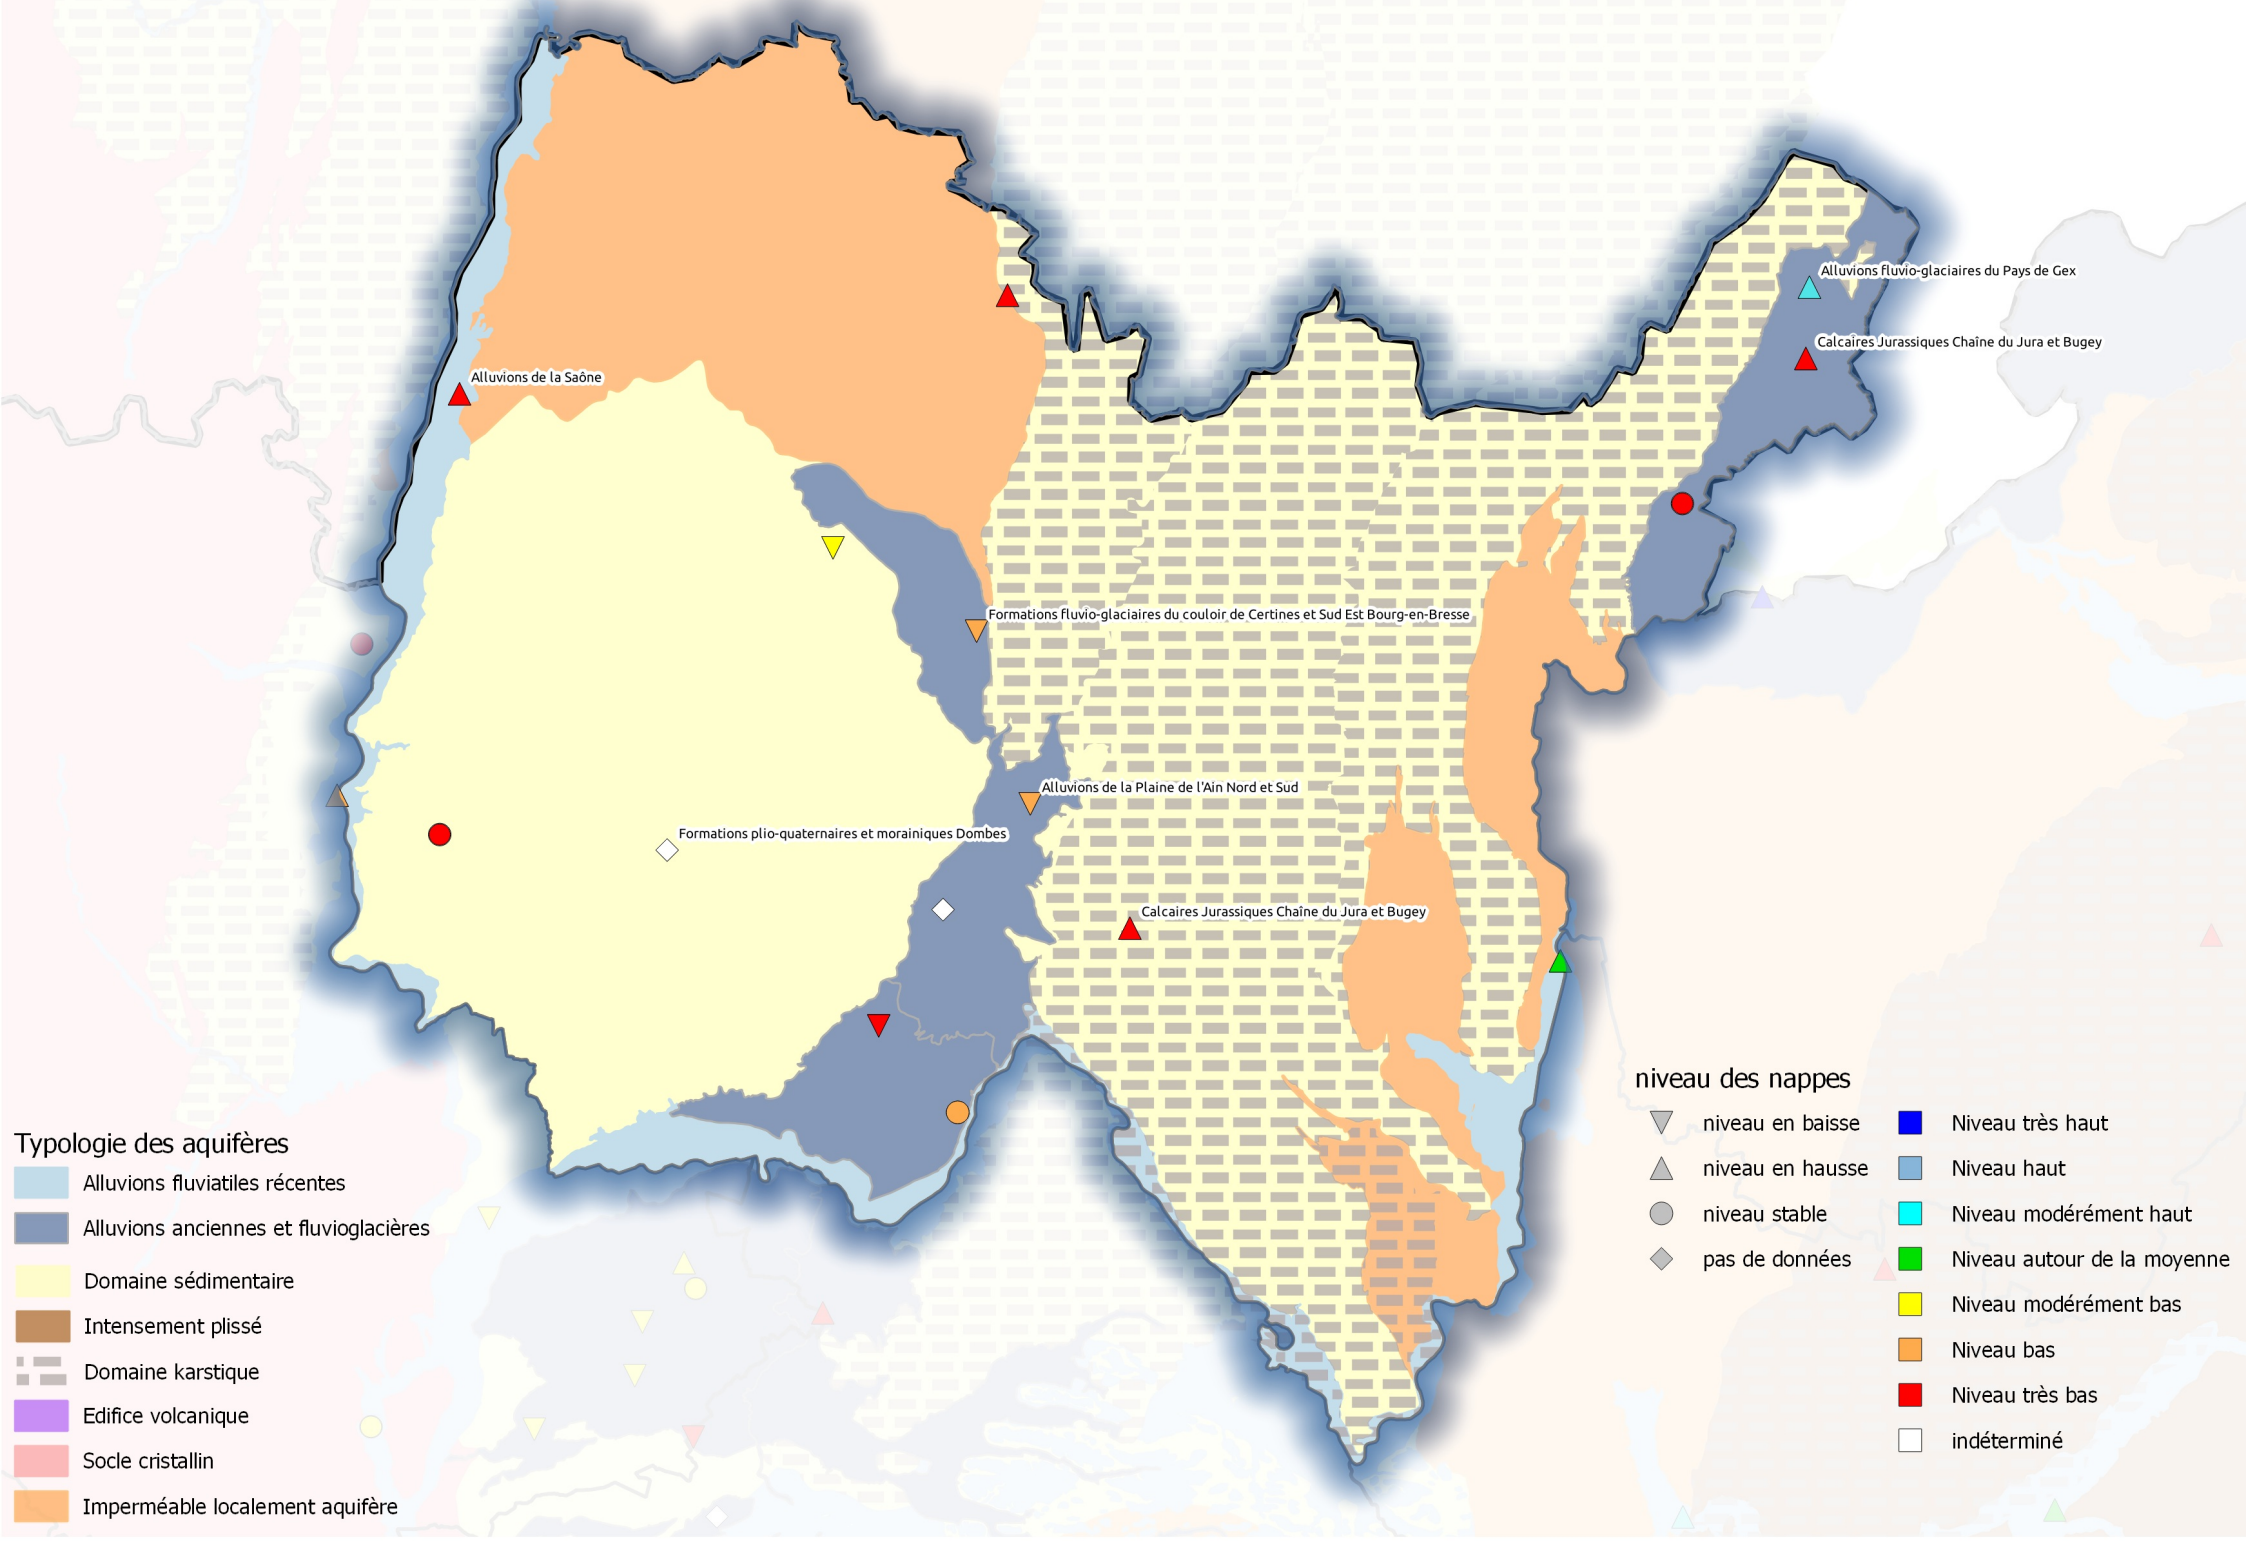 Alluvions fluvio-glaciaires du Pays de Gex
Calcaires Jurassiques Chaîne du Jura et Bugey
Alluvions de la Saône
Formations fluvio-glaciaires du couloir de Certines et Sud Est Bourg-en-Bresse
Alluvions de la Plaine de l'Ain Nord et Sud
Formations plio-quaternaires et morainiques Dombes
Calcaires Jurassiques Chaîne du Jura et Bugey
Typologie des aquifères
Alluvions fluviatiles récentes
Alluvions anciennes et fluvioglacières
Domaine sédimentaire
Intensement plissé
Domaine karstique
Edifice volcanique
Socle cristallin
Imperméable localement aquifère
niveau des nappes
niveau en baisse
niveau en hausse
niveau stable
pas de données
Niveau très haut
Niveau haut
Niveau modérément haut
Niveau autour de la moyenne
Niveau modérément bas
Niveau bas
Niveau très bas
indéterminé